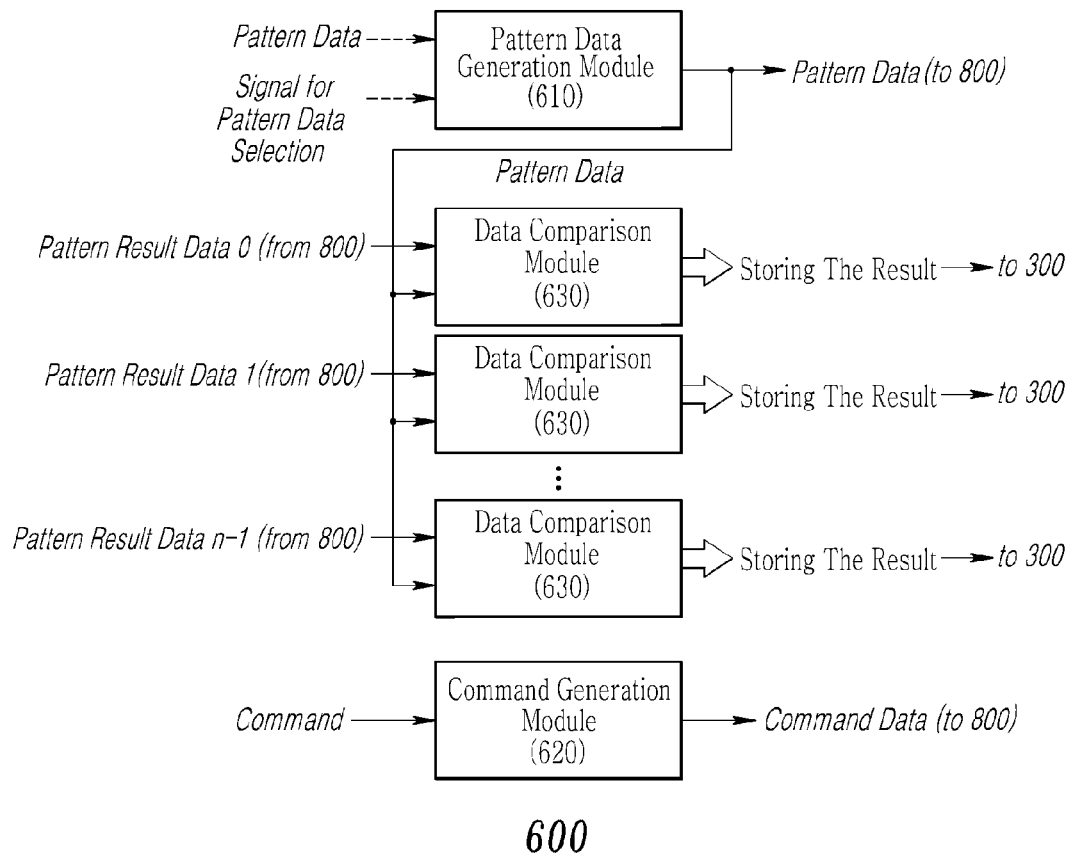 Pattern Data
Signal for
Pattern Data
Selection
Pattern Data
Generation Module
(610)
Pattern Data (to 800)
Pattern Data
Pattern Result Data 0 (from 800)
Data Comparison
Module
(630)
Storing The Result
to 300
Pattern Result Data 1(from 800)
Data Comparison
Module
(630)
Storing The Result
to 300
Pattern Result Data n-1 (from 800)
Data Comparison
Module
(630)
Storing The Result
to 300
Command
Command Generation
Module
(620)
Command Data (to 800)
600